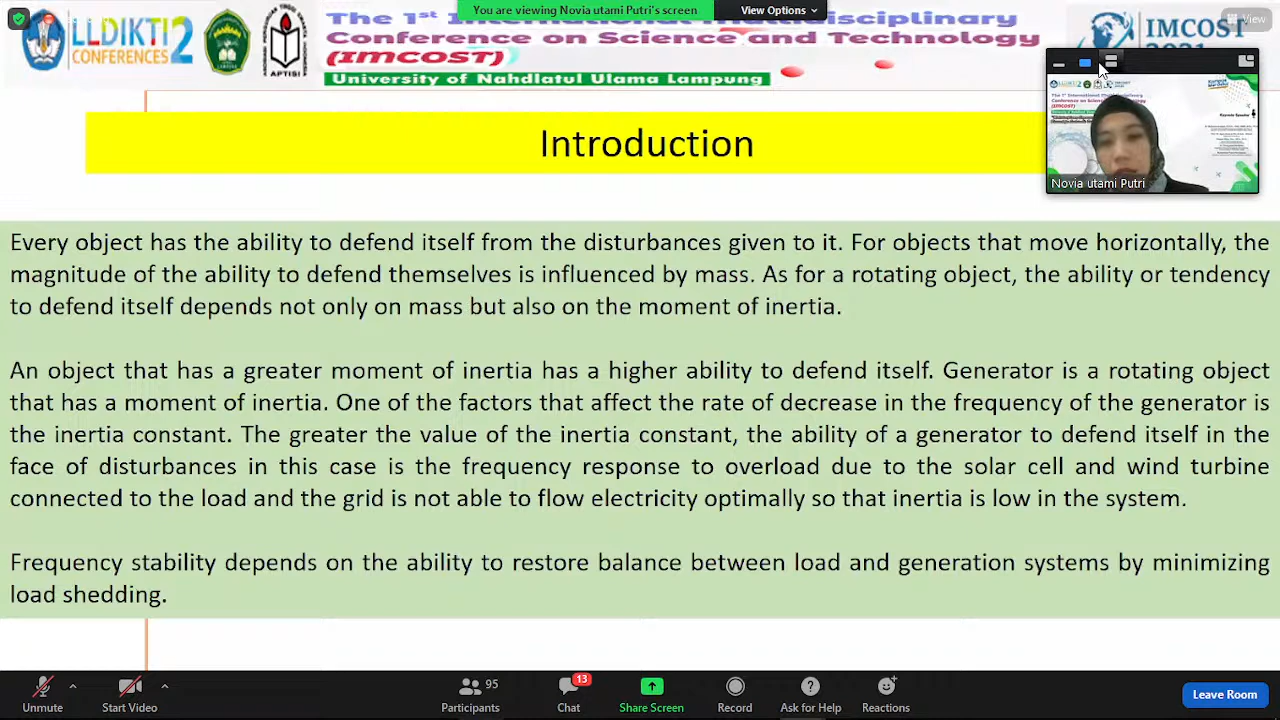 You are viewing Novia utami Putri's screen
View Options
View
LLDIKTI 2
CONFERENCES
APTISI
The 1st International Multidisciplinary
Conference on Science and Technology
(IMCOST)
University of Nahdlatul Ulama Lampung
IMCOST
Introduction
Novia utami Putri
Every object has the ability to defend itself from the disturbances given to it. For objects that move horizontally, the
magnitude of the ability to defend themselves is influenced by mass. As for a rotating object, the ability or tendency
to defend itself depends not only on mass but also on the moment of inertia.
An object that has a greater moment of inertia has a higher ability to defend itself. Generator is a rotating object
that has a moment of inertia. One of the factors that affect the rate of decrease in the frequency of the generator is
the inertia constant. The greater the value of the inertia constant, the ability of a generator to defend itself in the
face of disturbances in this case is the frequency response to overload due to the solar cell and wind turbine
connected to the load and the grid is not able to flow electricity optimally so that inertia is low in the system.
Frequency stability depends on the ability to restore balance between load and generation systems by minimizing
load shedding.
Unmute
Start Video
95
Participants
13
Chat
Share Screen
Record
Ask for Help
Reactions
Leave Room